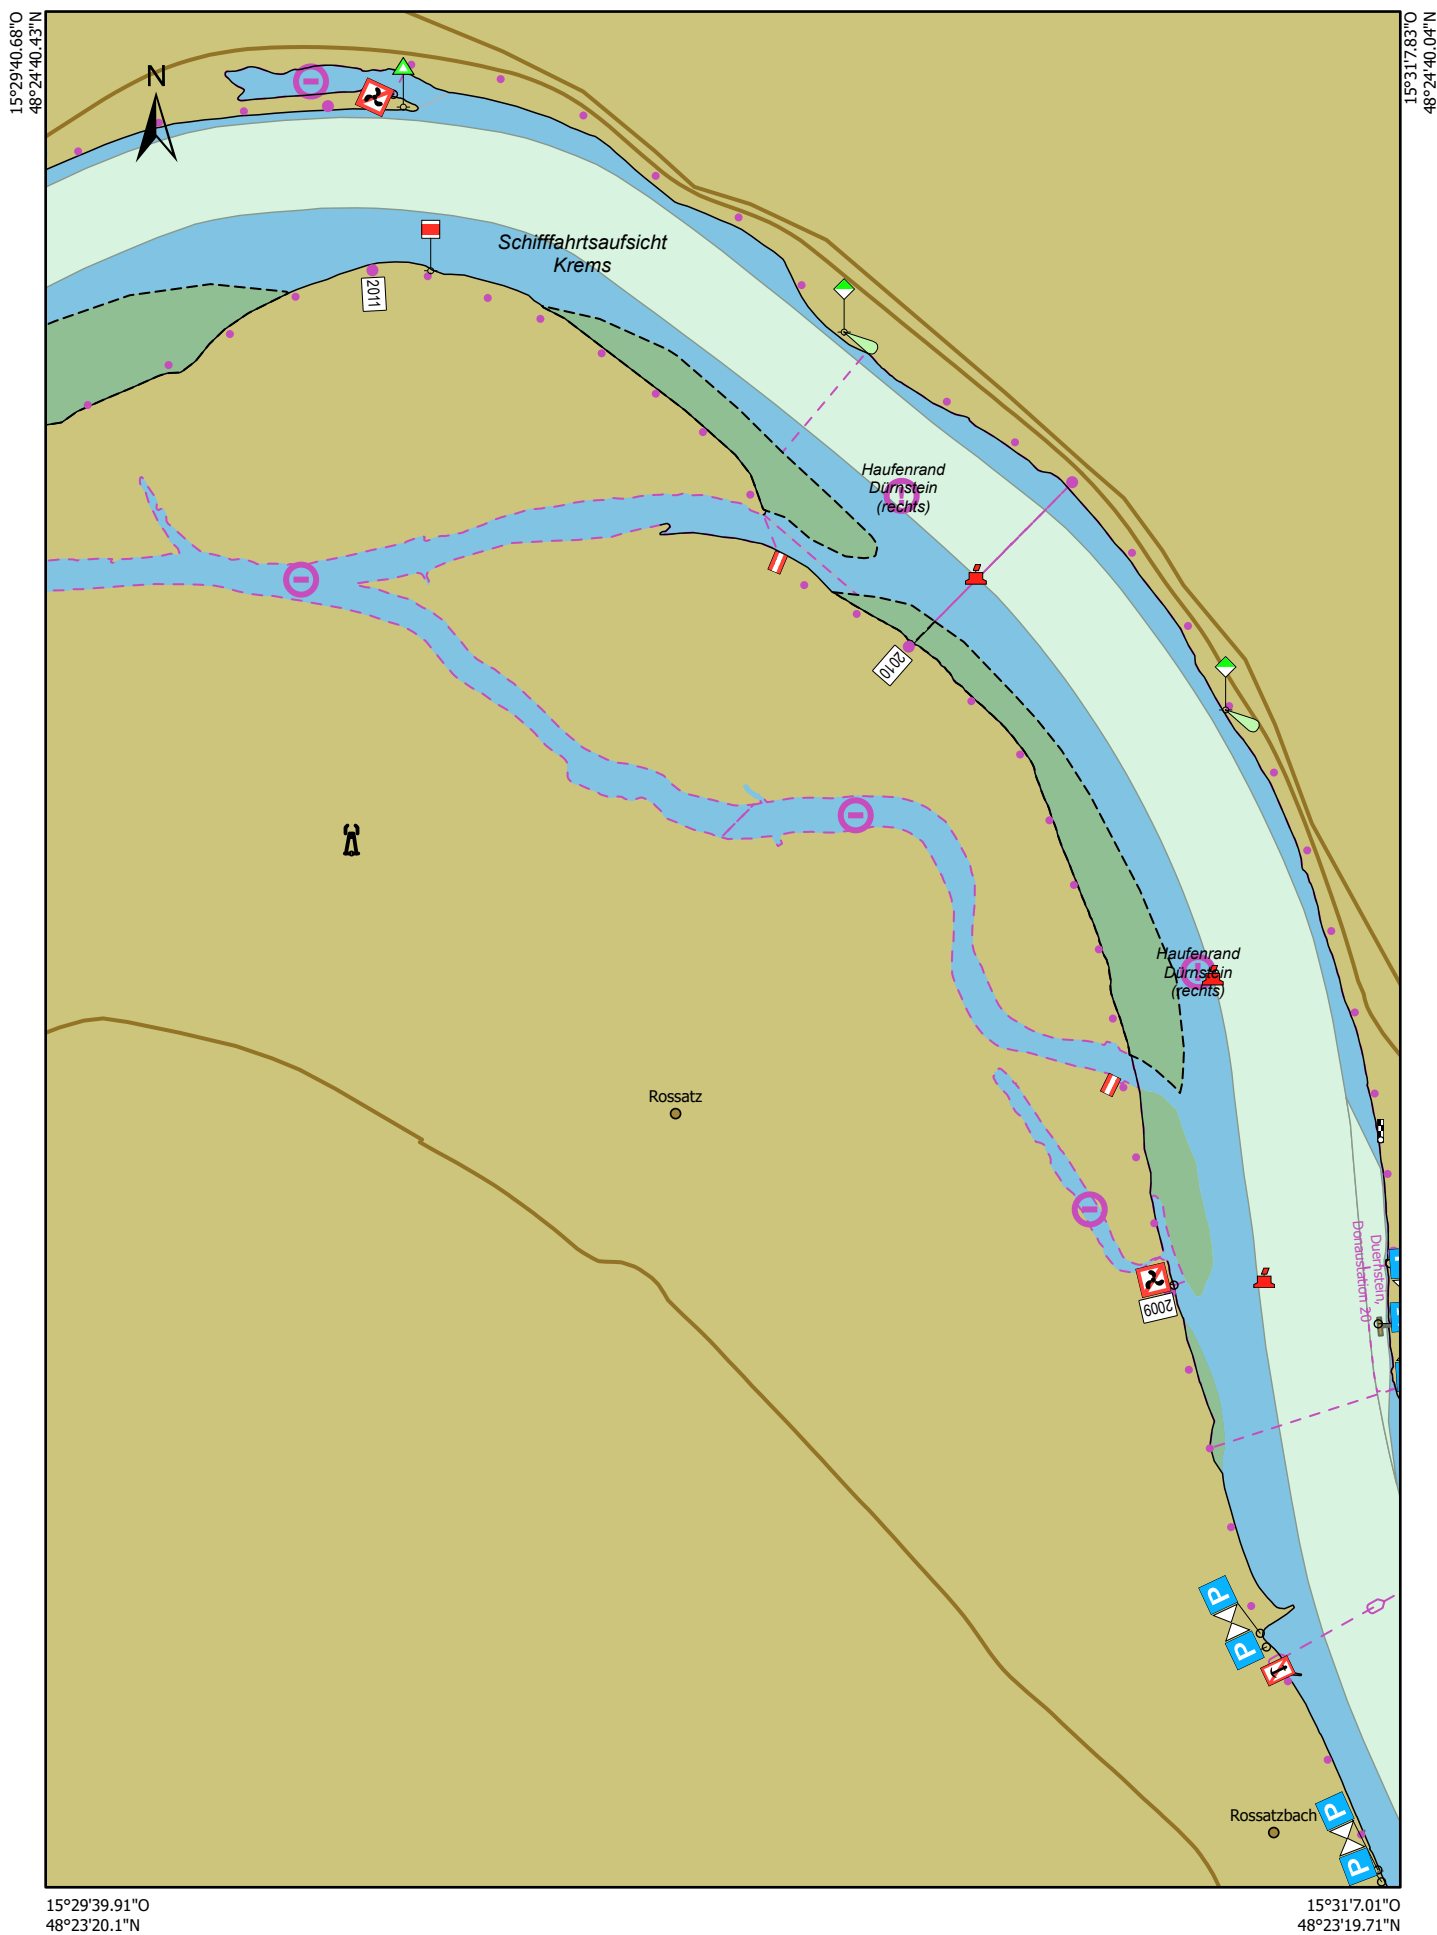 15°29'40.68"O
48°24'40.43"N
15°31'7.83"O
48°24'40.04"N
N
Schifffahrtsaufsicht
Krems
2011
Haufenrand
Dürnstein
(rechts)
2010
Haufenrand
Dürnstein
(rechts)
Rossatz
Duernstein,
Donaustation 20
2009
P
P
Rossatzbach
P
P
15°29'39.91"O
48°23'20.1"N
15°31'7.01"O
48°23'19.71"N